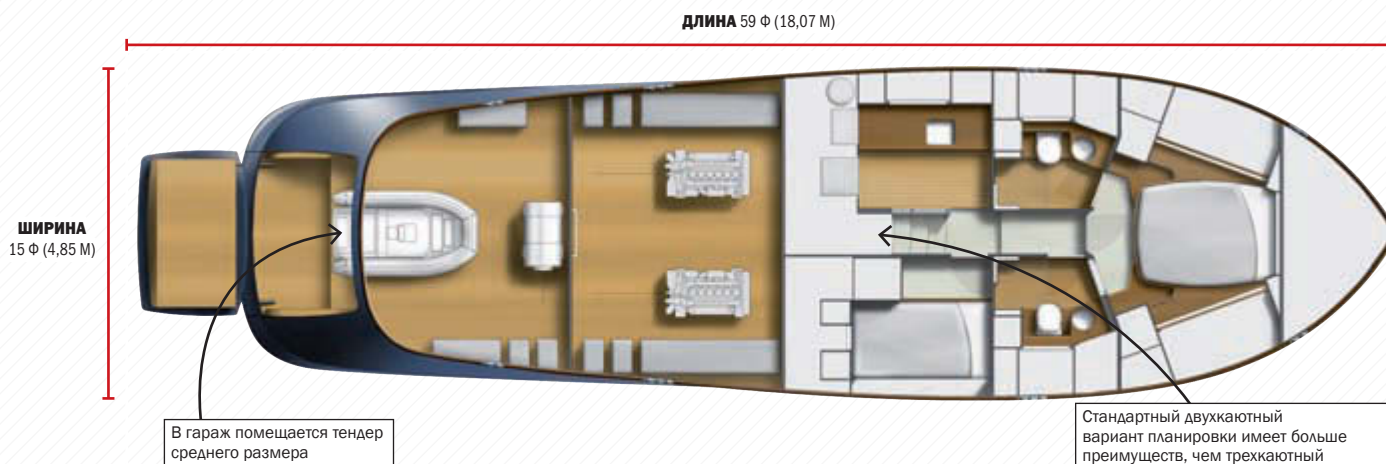 ДЛИНА 59 Ф (18,07 М)
ШИРИНА
15 Ф (4,85 М)
В гараж помещается тендер
среднего размера
Стандартный двухкаютный
вариант планировки имеет больше
преимуществ, чем трехкаютный